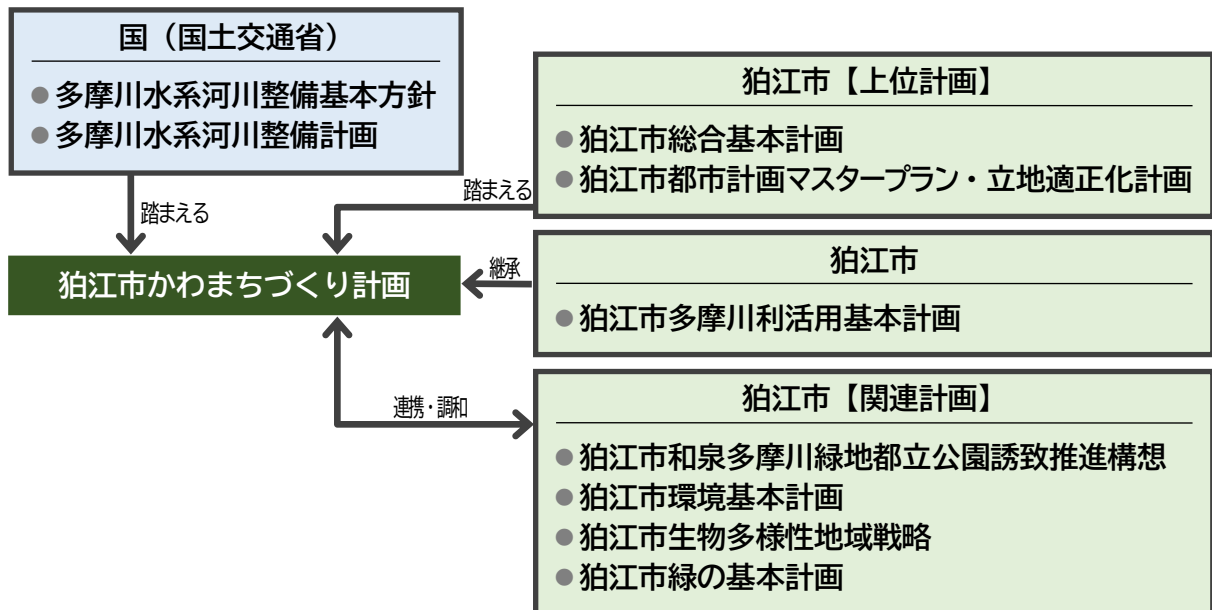 国（国土交通省）
●多摩川水系河川整備基本方針
●多摩川水系河川整備計画
踏まえる
狛江市【上位計画】
●狛江市総合基本計画
●狛江市都市計画マスタープラン・立地適正化計画
踏まえる
狛江市かわまちづくり計画
継承
狛江市
●狛江市多摩川利活用基本計画
連携・調和
狛江市【関連計画】
●狛江市和泉多摩川緑地都立公園誘致推進構想
●狛江市環境基本計画
●狛江市生物多様性地域戦略
●狛江市緑の基本計画